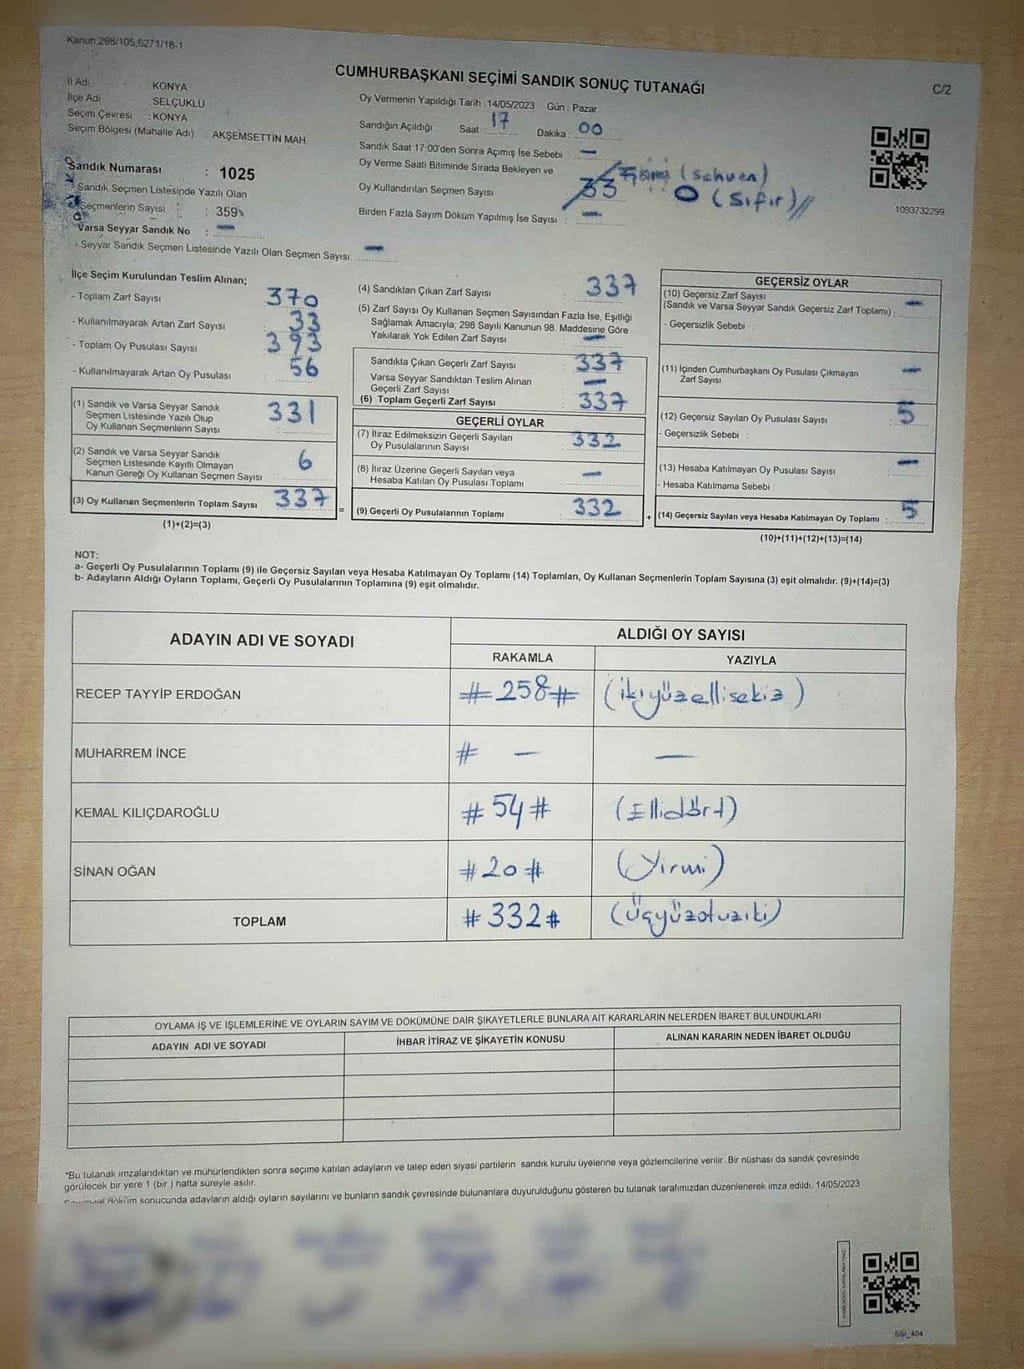 Kanun 298/105,6271/18-1
CUMHURBAŞKANI SEÇİMİ SANDIK SONUÇ TUTANAĞI
C/2
İl Adı : KONYA
İlçe Adı : SELÇUKLU
Seçim Çevresi : KONYA
Seçim Bölgesi (Mahalle Adı) : AKŞEMSETTİN MAH.
Sandık Numarası : 1025
Sandık Seçmen Listesinde Yazılı Olan
Seçmenlerin Sayısı : 359
Varsa Seyyar Sandık No : —
- Seyyar Sandık Seçmen Listesinde Yazılı Olan Seçmen Sayısı. —
Oy Vermenin Yapıldığı Tarih : 14/05/2023 Gün : Pazar
Sandığın Açıldığı Saat : 17 Dakika : 00
Sandık Saat 17:00'den Sonra Açımış İse Sebebi : —
Oy Verme Saati Bitiminde Sırada Bekleyen ve
Oy Kullandırılan Seçmen Sayısı : 33 (sehven)
0 (Sıfır)//
Birden Fazla Sayım Döküm Yapılmış İse Sayısı : —
1093732299
İlçe Seçim Kurulundan Teslim Alınan;
- Toplam Zarf Sayısı : 370
- Kullanılmayarak Artan Zarf Sayısı : 33
- Toplam Oy Pusulası Sayısı : 393
- Kullanılmayarak Artan Oy Pusulası : 56
(1) Sandık ve Varsa Seyyar Sandık
Seçmen Listesinde Yazılı Olup
Oy Kullanan Seçmenlerin Sayısı : 331
(2) Sandık ve Varsa Seyyar Sandık
Seçmen Listesinde Kayıtlı Olmayan
Kanun Gereği Oy Kullanan Seçmen Sayısı : 6
(3) Oy Kullanan Seçmenlerin Toplam Sayısı : 337
(1)+(2)=(3)
=
(4) Sandıktan Çıkan Zarf Sayısı : 337
(5) Zarf Sayısı Oy Kullanan Seçmen Sayısından Fazla İse, Eşitliği
Sağlamak Amacıyla; 298 Sayılı Kanunun 98. Maddesine Göre
Yakılarak Yok Edilen Zarf Sayısı : —
Sandıkta Çıkan Geçerli Zarf Sayısı : 337
Varsa Seyyar Sandıktan Teslim Alınan
Geçerli Zarf Sayısı : —
(6) Toplam Geçerli Zarf Sayısı : 337
GEÇERLİ OYLAR
(7) İtiraz Edilmeksizin Geçerli Sayılan
Oy Pusulalarının Sayısı : 332
(8) İtiraz Üzerine Geçerli Sayılan veya
Hesaba Katılan Oy Pusulası Toplamı : —
(9) Geçerli Oy Pusulalarının Toplamı : 332
+
GEÇERSİZ OYLAR
(10) Geçersiz Zarf Sayısı
(Sandık ve Varsa Seyyar Sandık Geçersiz Zarf Toplamı) : —
- Geçersizlik Sebebi :
(11) İçinden Cumhurbaşkanı Oy Pusulası Çıkmayan
Zarf Sayısı : —
(12) Geçersiz Sayılan Oy Pusulası Sayısı : 5
- Geçersizlik Sebebi :
(13) Hesaba Katılmayan Oy Pusulası Sayısı : —
- Hesaba Katılmama Sebebi :
(14) Geçersiz Sayılan veya Hesaba Katılmayan Oy Toplamı : 5
(10)+(11)+(12)+(13)=(14)
NOT:
a- Geçerli Oy Pusulalarının Toplamı (9) ile Geçersiz Sayılan veya Hesaba Katılmayan Oy Toplamı (14) Toplamları, Oy Kullanan Seçmenlerin Toplam Sayısına (3) eşit olmalıdır. (9)+(14)=(3)
b- Adayların Aldığı Oyların Toplamı, Geçerli Oy Pusulalarının Toplamına (9) eşit olmalıdır.
ADAYIN ADI VE SOYADI
ALDIĞI OY SAYISI
RAKAMLA YAZIYLA
RECEP TAYYİP ERDOĞAN # 258 # (ikiyüzellisekiz)
MUHARREM İNCE # — —
KEMAL KILIÇDAROĞLU # 54 # (Ellidört)
SİNAN OĞAN # 20 # (Yirmi)
TOPLAM # 332 # (Üçyüzotuziki)
OYLAMA İŞ VE İŞLEMLERİNE VE OYLARIN SAYIM VE DÖKÜMÜNE DAİR ŞİKAYETLERLE BUNLARA AİT KARARLARIN NELERDEN İBARET BULUNDUKLARI
ADAYIN ADI VE SOYADI İHBAR İTİRAZ VE ŞİKAYETİN KONUSU ALINAN KARARIN NEDEN İBARET OLDUĞU
*Bu tutanak imzalandıktan ve mühürlendikten sonra seçime katılan adayların ve talep eden siyasi partilerin sandık kurulu üyelerine veya gözlemcilerine verilir. Bir nüshası da sandık çevresinde
görülecek bir yere 1 (bir) hafta süreyle asılır.
döküm sonucunda adayların aldığı oyların sayılarını ve bunların sandık çevresinde bulunanlara duyurulduğunu gösteren bu tutanak tarafımızdan düzenlenerek imza edildi. 14/05/2023
SSİ_404